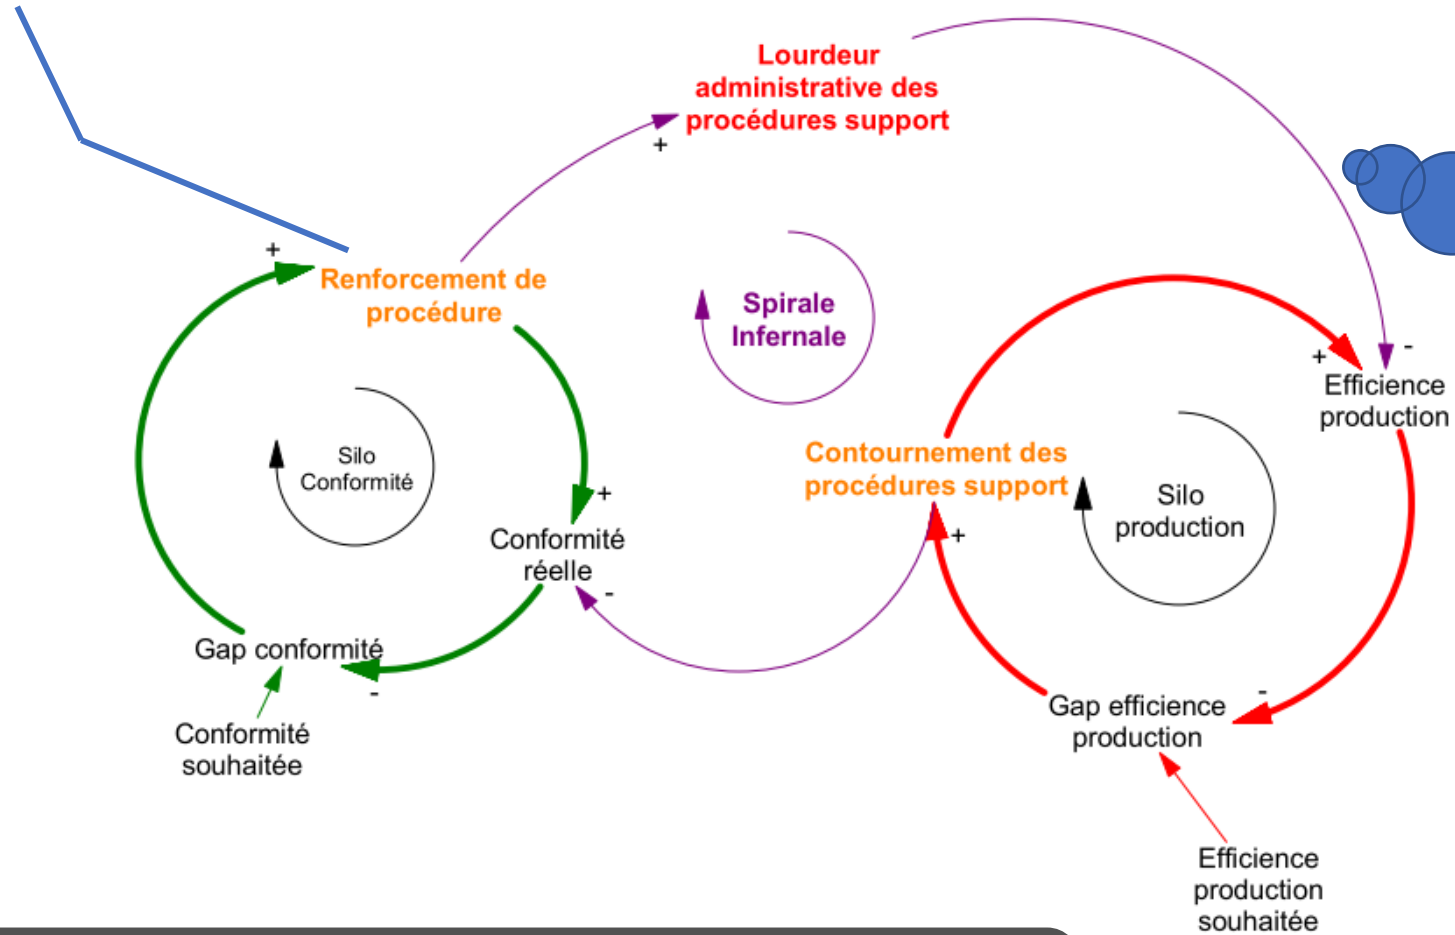 Lourdeur
administrative des
procédures support
+
+
Renforcement de
procédure
Spirale
Infernale
-
+
Efficience
production
Silo
Conformité
Contournement des
procédures support
Silo
production
+
+
Conformité
réelle
-
Gap conformité
-
Gap efficience
production
-
Conformité
souhaitée
Efficience
production
souhaitée